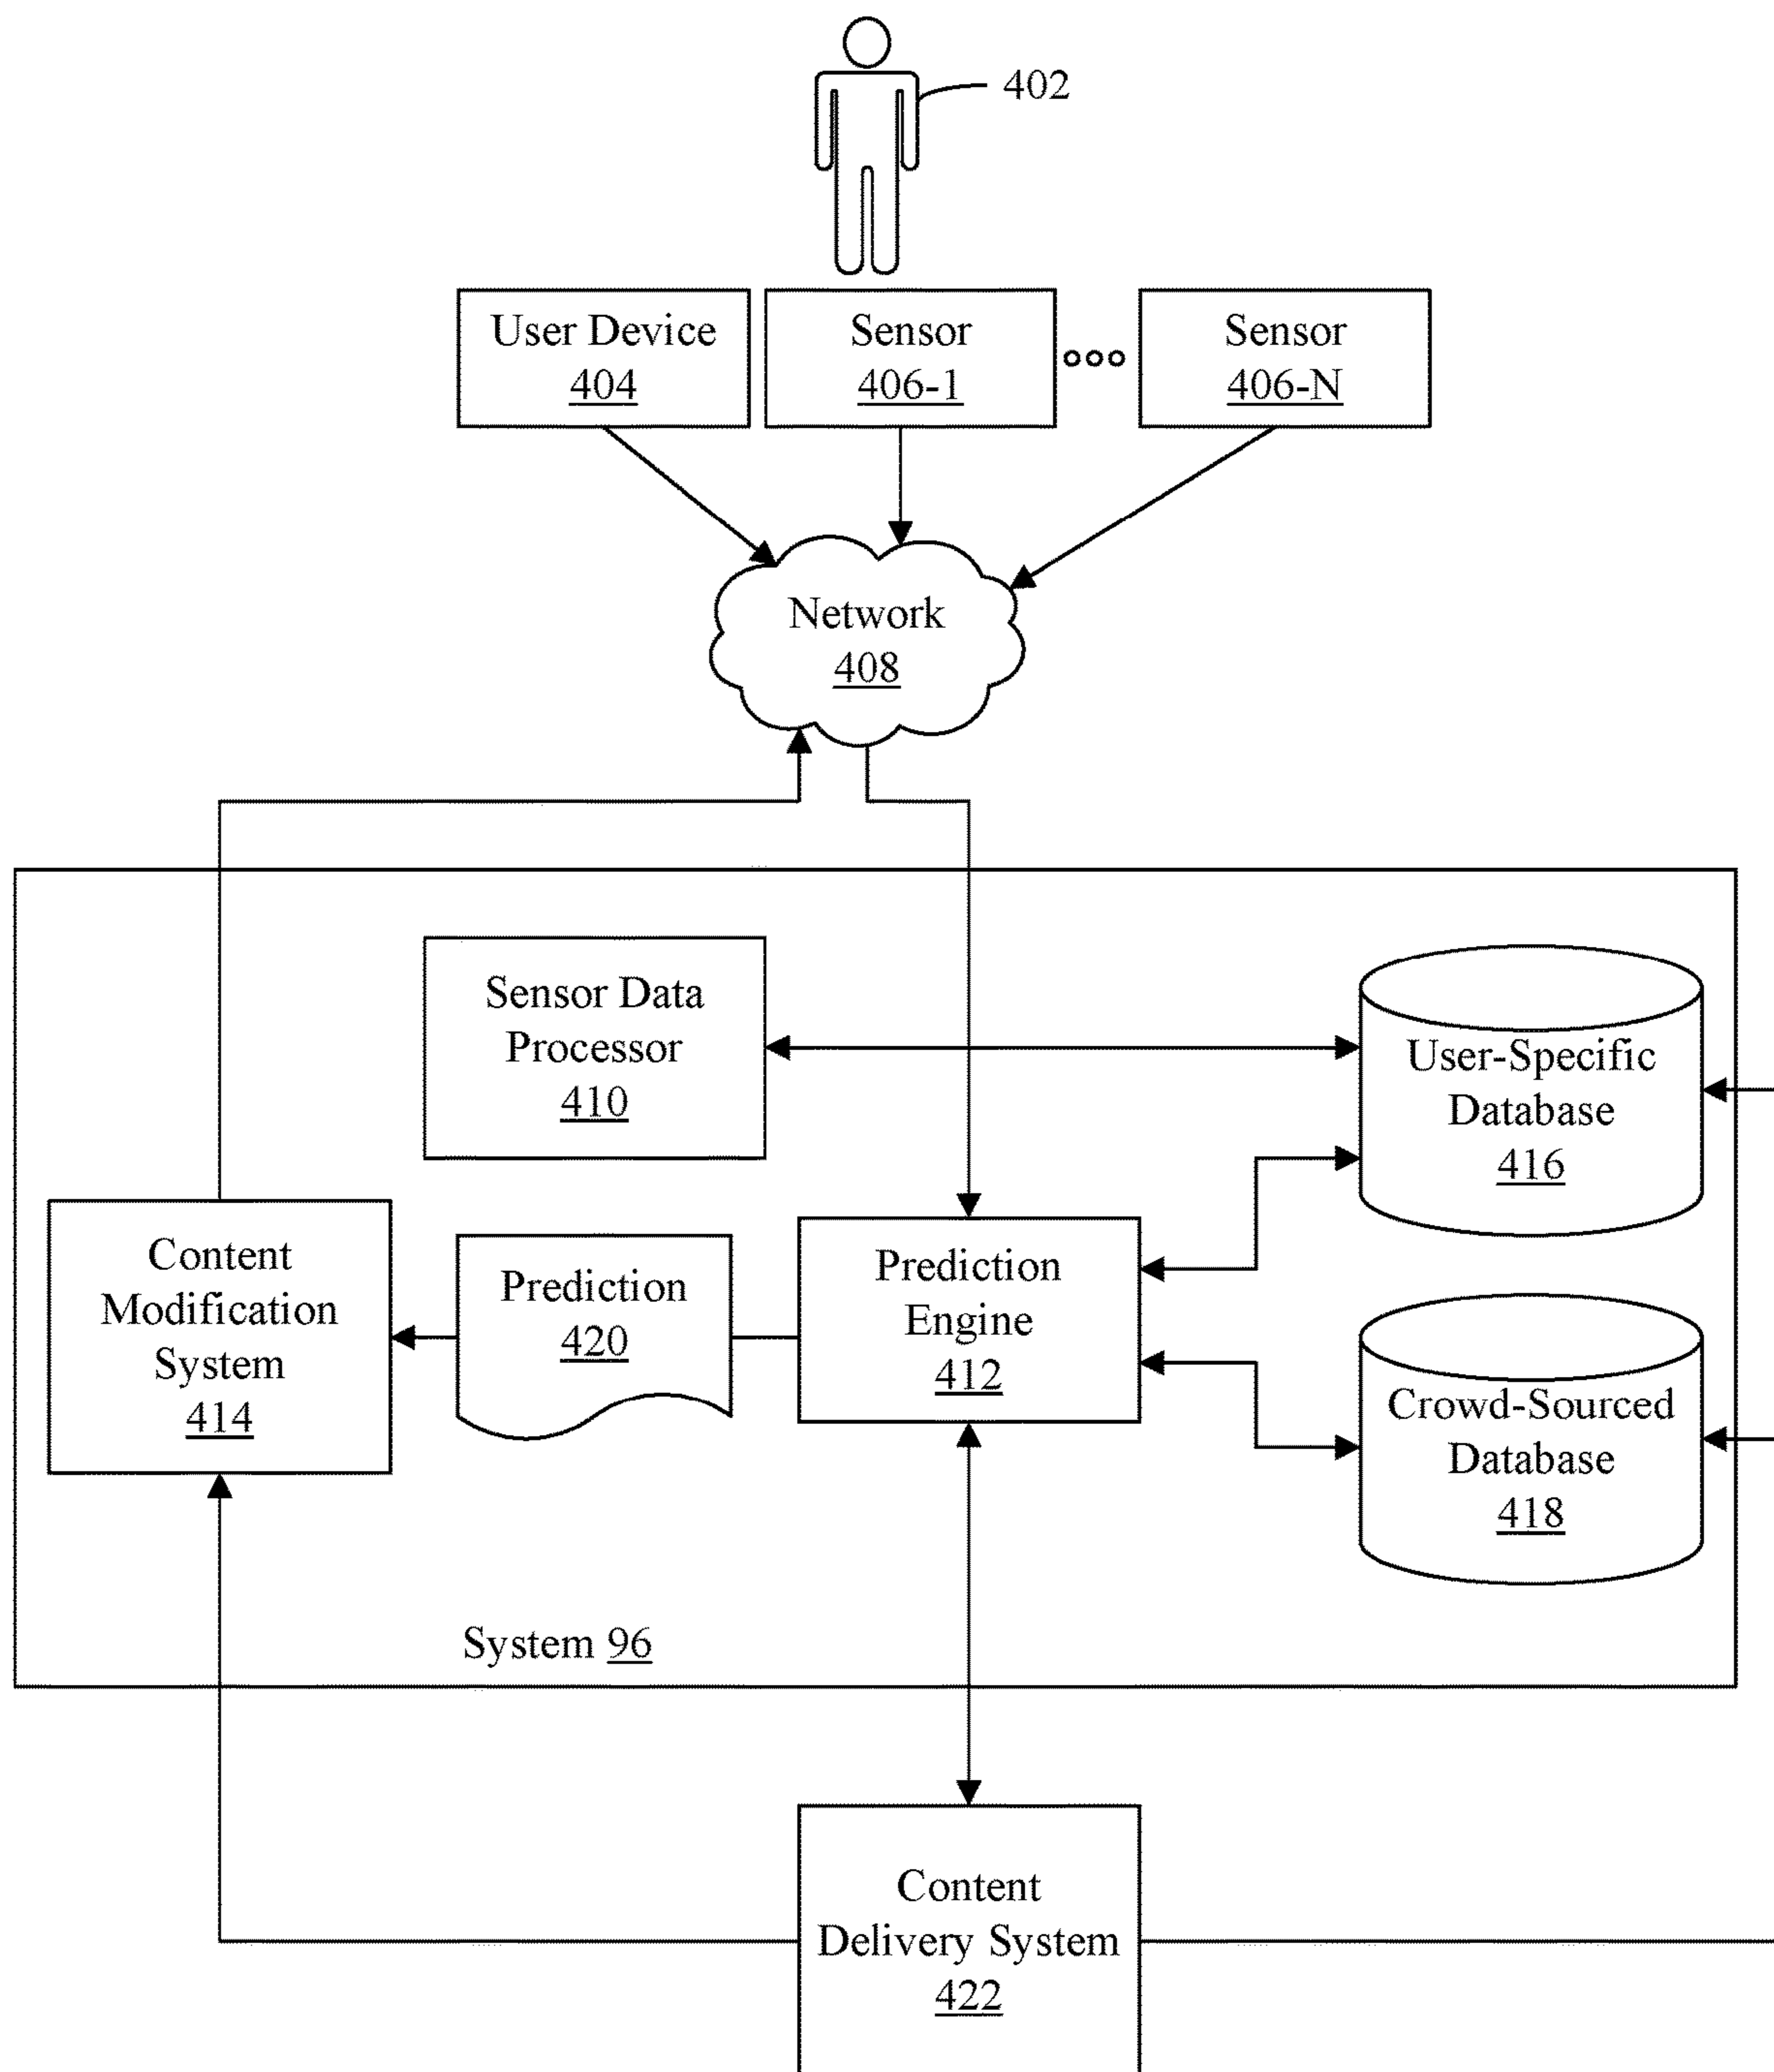 402
User Device
404
Sensor
406-1
Sensor
406-N
Network
408
Sensor Data
Processor
410
User-Specific
Database
416
Content
Modification
System
414
Prediction
420
Prediction
Engine
412
Crowd-Sourced
Database
418
System 96
Content
Delivery System
422